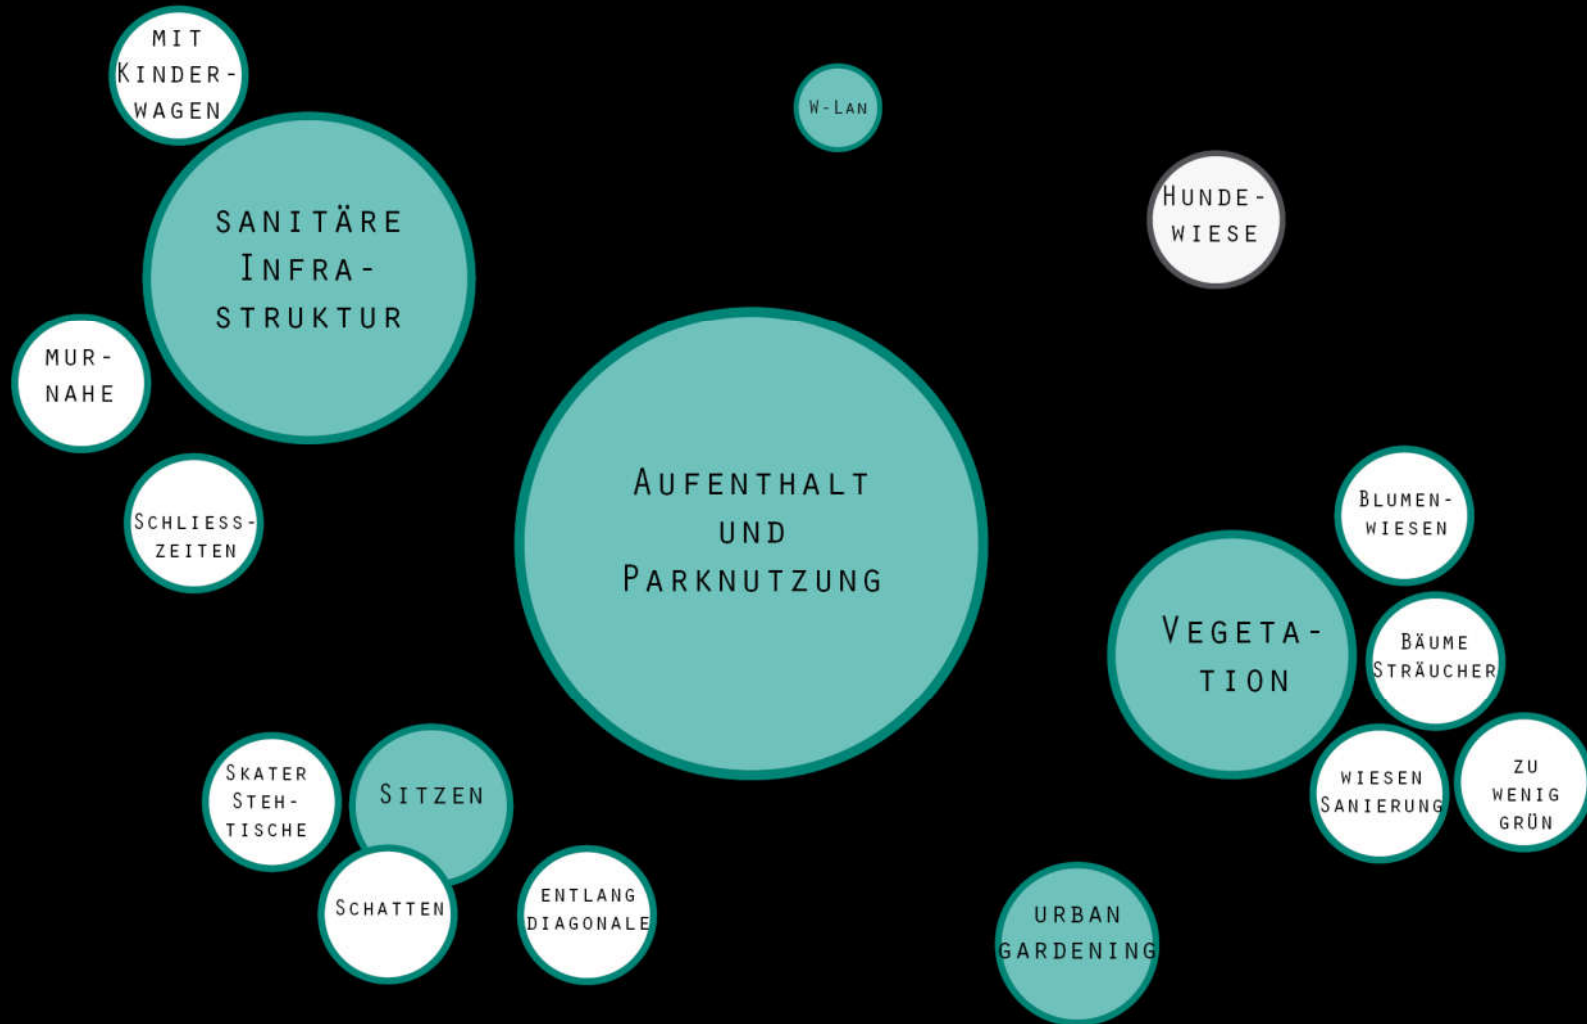 MIT
KINDER-
WAGEN
W-LAN
HUNDE-
WIESE
SANITÄRE
INFRA-
STRUKTUR
MUR-
NAHE
SCHLIESS-
ZEITEN
AUFENTHALT
UND
PARKNUTZUNG
BLUMEN-
WIESEN
VEGETA-
TION
BÄUME
STRÄUCHER
WIESEN
SANIERUNG
ZU
WENIG
GRÜN
SKATER
STEH-
TISCHE
SITZEN
SCHATTEN
ENTLANG
DIAGONALE
URBAN
GARDENING